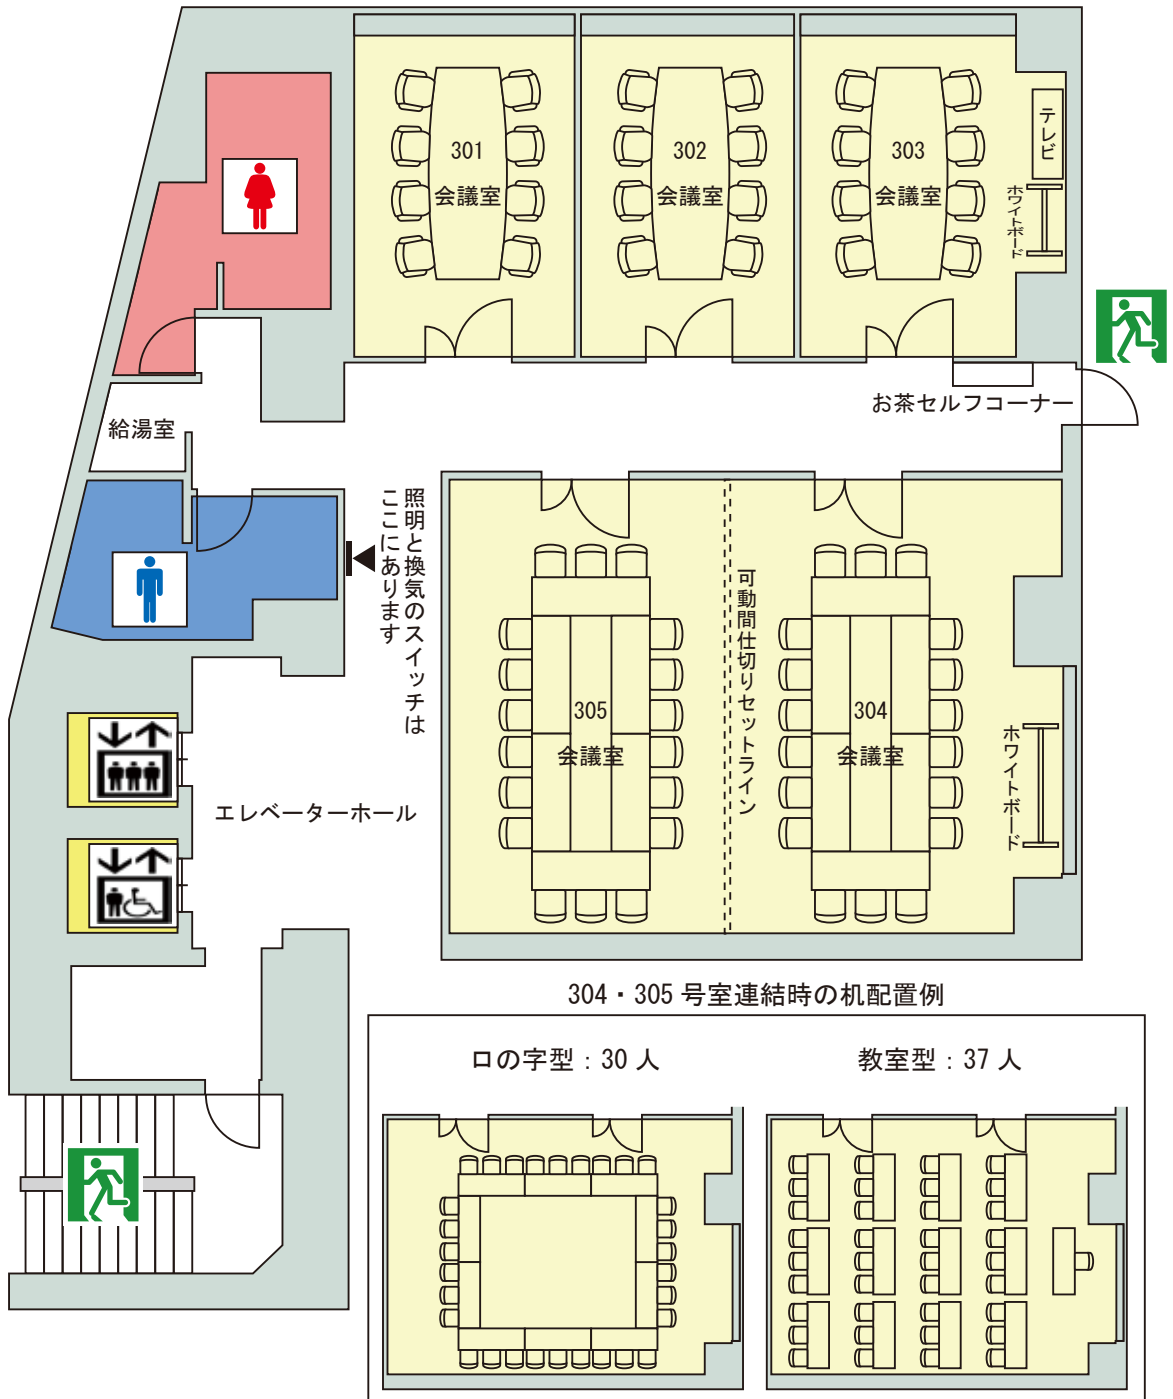 301
会議室
302
会議室
303
会議室
テレビ
ホワイトボード
お茶セルフコーナー
給湯室
照明と換気のスイッチは
ここにあります
可動間仕切りセットライン
305
会議室
304
会議室
ホワイトボード
エレベーターホール
304・305 号室連結時の机配置例
ロの字型：30 人
教室型：37 人